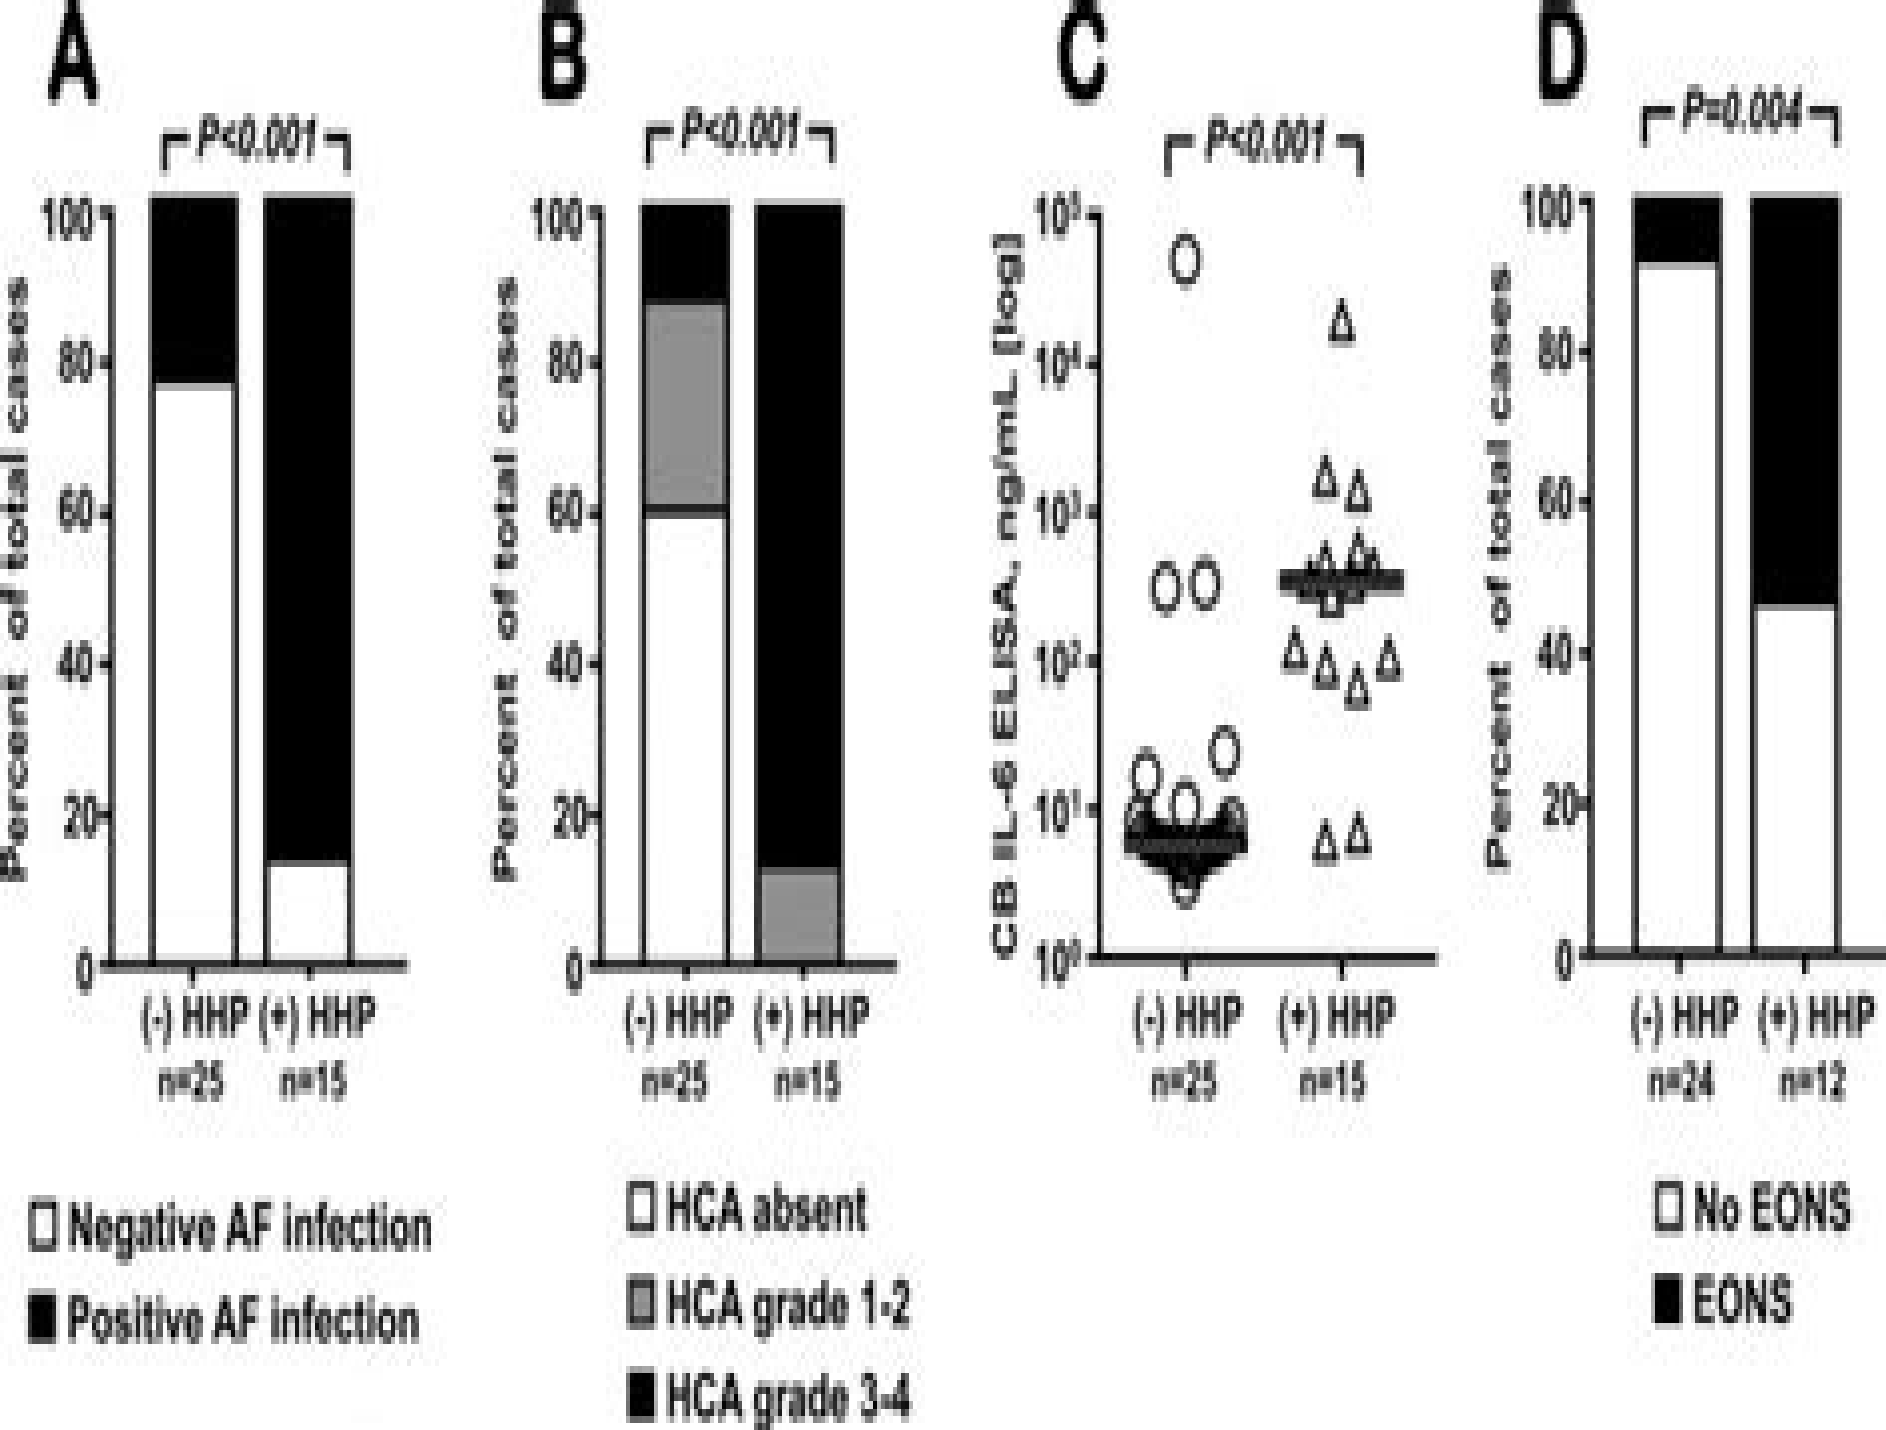 A
P<0.001
Percent of total cases
100
80
60
40
20
0
(-) HHP (+) HHP
n=25 n=15
Negative AF infection
Positive AF infection
B
P<0.001
Percent of total cases
100
80
60
40
20
0
(-) HHP (+) HHP
n=25 n=15
HCA absent
HCA grade 1-2
HCA grade 3-4
C
P<0.001
CB IL-6 ELISA, ng/mL [log]
10⁵
10⁴
10³
10²
10¹
10⁰
(-) HHP (+) HHP
n=25 n=15
D
P=0.004
Percent of total cases
100
80
60
40
20
0
(-) HHP (+) HHP
n=24 n=12
No EONS
EONS